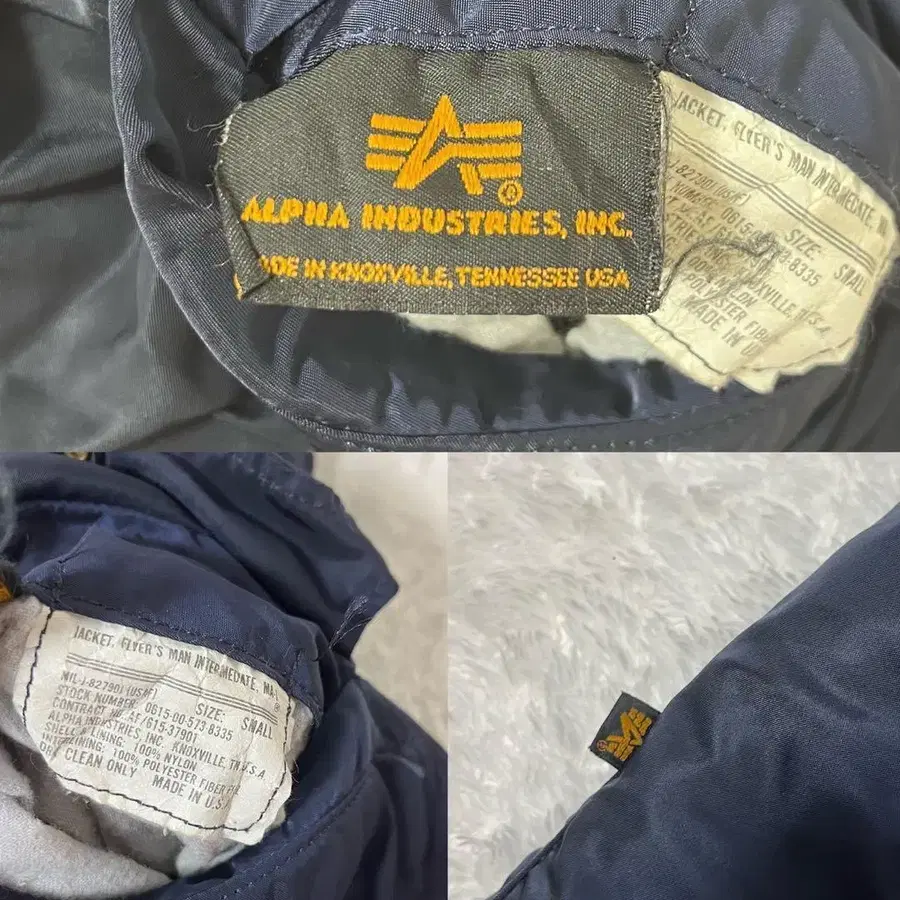 ALPHA INDUSTRIES, INC.
MADE IN KNOXVILLE, TENNESSEE USA
JACKET, FLYER'S MAN INTERMEDIATE,
SIZE:
SMALL
MADE IN
JACKET, FLYER'S MAN INTERMEDIATE, MA-1
MIL-J-82790J (USAF)
SIZE:
STOCK NUMBER: 0615-00-573-8335
SMALL
CONTRACT NO. AF/615-37901
ALPHA INDUSTRIES, INC. KNOXVILLE, TN. U.S.A
SHELL & LINING: 100% NYLON
INTERLINING: 100% POLYESTER FIBER
DRY CLEAN ONLY MADE IN U.S.A